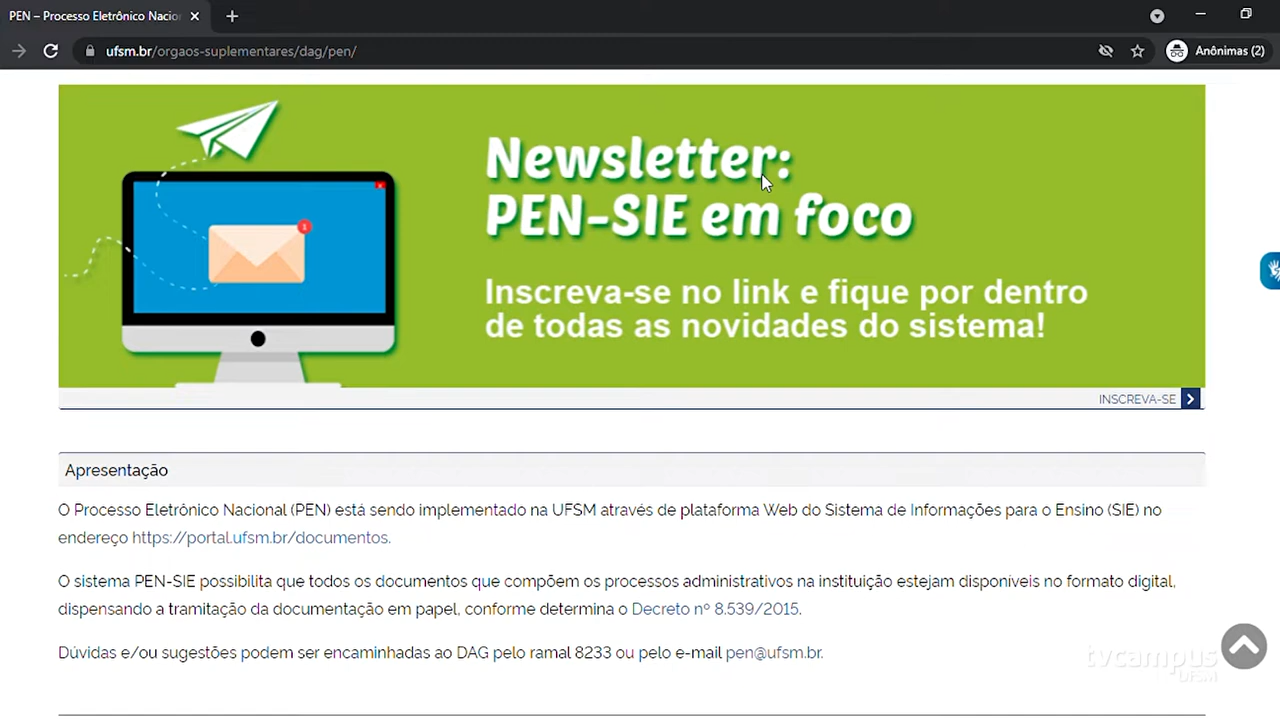 PEN – Processo Eletrônico Nacio
ufsm.br/orgaos-suplementares/dag/pen/
Anônimas (2)
Newsletter:
PEN-SIE em foco
Inscreva-se no link e fique por dentro
de todas as novidades do sistema!
1
INSCREVA-SE
Apresentação
O Processo Eletrônico Nacional (PEN) está sendo implementado na UFSM através de plataforma Web do Sistema de Informações para o Ensino (SIE) no
endereço https://portal.ufsm.br/documentos.
O sistema PEN-SIE possibilita que todos os documentos que compõem os processos administrativos na instituição estejam disponíveis no formato digital,
dispensando a tramitação da documentação em papel, conforme determina o Decreto nº 8.539/2015.
Dúvidas e/ou sugestões podem ser encaminhadas ao DAG pelo ramal 8233 ou pelo e-mail pen@ufsm.br.
tvcampus
UFSM